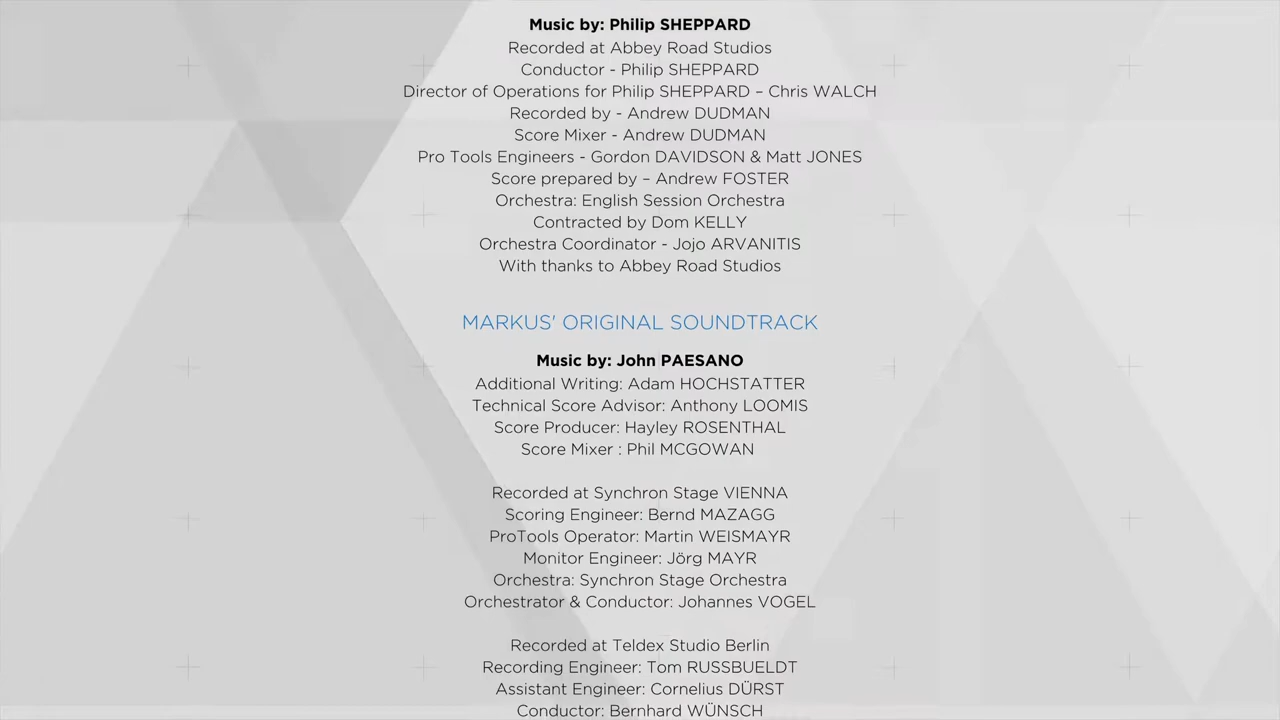 Music by: Philip SHEPPARD
Recorded at Abbey Road Studios
Conductor - Philip SHEPPARD
Director of Operations for Philip SHEPPARD – Chris WALCH
Recorded by - Andrew DUDMAN
Score Mixer - Andrew DUDMAN
Pro Tools Engineers - Gordon DAVIDSON & Matt JONES
Score prepared by – Andrew FOSTER
Orchestra: English Session Orchestra
Contracted by Dom KELLY
Orchestra Coordinator - Jojo ARVANITIS
With thanks to Abbey Road Studios
MARKUS' ORIGINAL SOUNDTRACK
Music by: John PAESANO
Additional Writing: Adam HOCHSTATTER
Technical Score Advisor: Anthony LOOMIS
Score Producer: Hayley ROSENTHAL
Score Mixer : Phil MCGOWAN
Recorded at Synchron Stage VIENNA
Scoring Engineer: Bernd MAZAGG
ProTools Operator: Martin WEISMAYR
Monitor Engineer: Jörg MAYR
Orchestra: Synchron Stage Orchestra
Orchestrator & Conductor: Johannes VOGEL
Recorded at Teldex Studio Berlin
Recording Engineer: Tom RUSSBUELDT
Assistant Engineer: Cornelius DÜRST
Conductor: Bernhard WÜNSCH